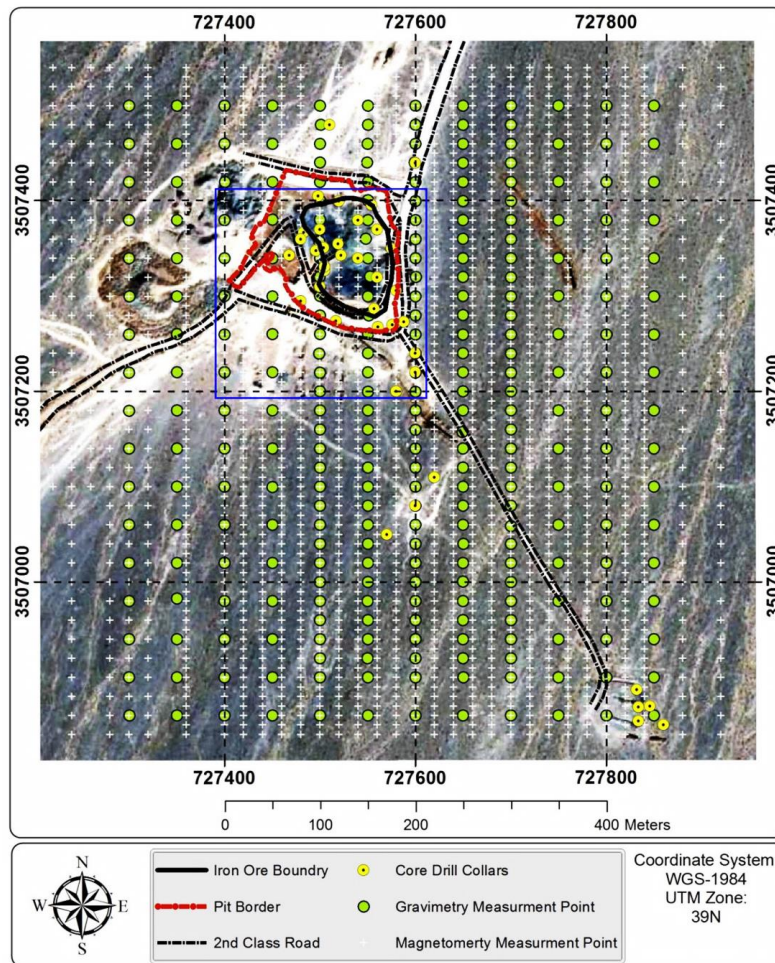 727400 727600 727800
3507400 3507400
3507200 3507200
3507000 3507000
727400 727600 727800
0 100 200 400 Meters
N
W E
S
Iron Ore Boundry
Pit Border
2nd Class Road
Core Drill Collars
Gravimetry Measurment Point
Magnetomerty Measurment Point
Coordinate System
WGS-1984
UTM Zone:
39N